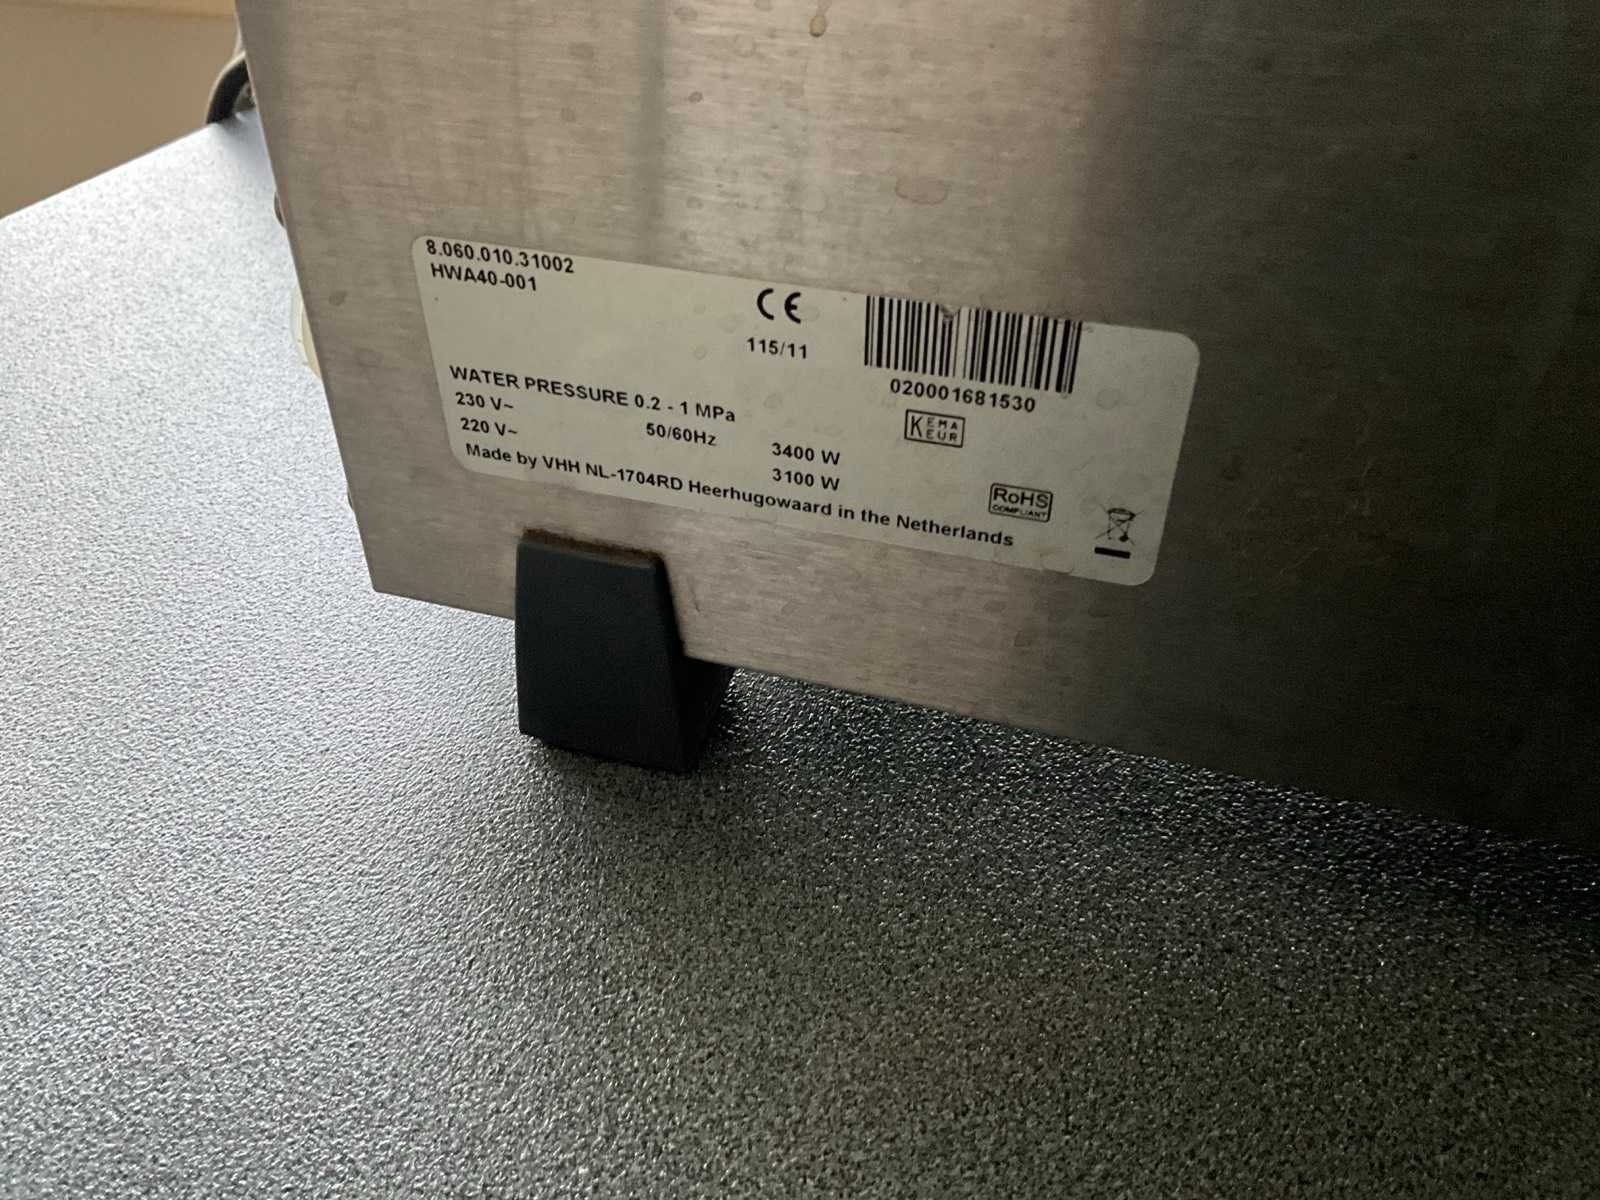 8.060.010.31002
HWA40-001
CE
115/11
020001681530
WATER PRESSURE 0.2 - 1 MPa
230 V~ 50/60Hz 3400 W
220 V~ 3100 W
KEMA
EUR
Made by VHH NL-1704RD Heerhugowaard in the Netherlands
RoHS
COMPLIANT